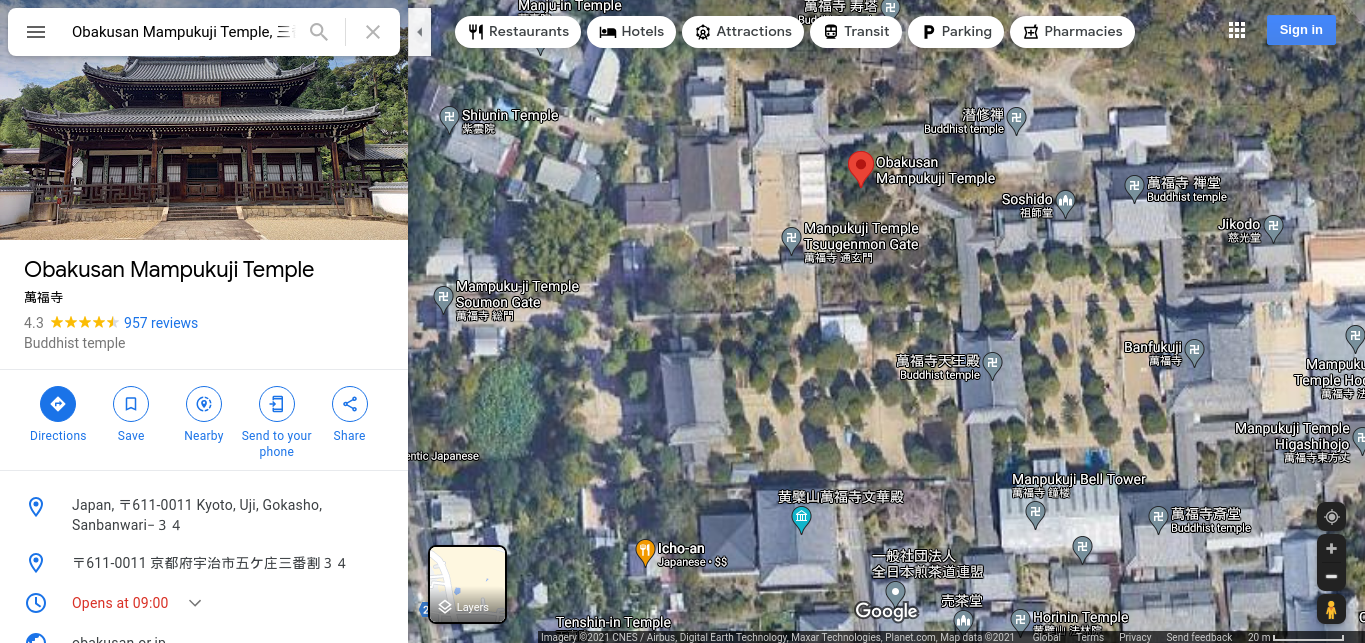 Obakusan Mampukuji Temple, 三
Restaurants
Hotels
Attractions
Transit
Parking
Pharmacies
Sign in
Obakusan Mampukuji Temple
萬福寺
4.3
957 reviews
Buddhist temple
Directions
Save
Nearby
Send to your
phone
Share
Japan, 〒611-0011 Kyoto, Uji, Gokasho,
Sanbanwari−３４
〒611-0011 京都府宇治市五ケ庄三番割３４
Opens at 09:00
obakusan.or.jp
Manju-in Temple
萬福寺 寿塔
Shiunin Temple
紫雲院
潜修禅
Buddhist temple
Obakusan
Mampukuji Temple
Soshido
祖師堂
萬福寺 禅堂
Buddhist temple
Jikodo
慈光堂
Manpukuji Temple
Tsuugenmon Gate
萬福寺 通玄門
Mampuku-ji Temple
Soumon Gate
萬福寺 総門
萬福寺天王殿
Buddhist temple
Banfukuji
萬福寺
Mampuku
Temple Ho
萬福寺 法
Manpukuji Temple
Higashihojo
萬福寺東方丈
entic Japanese
Manpukuji Bell Tower
萬福寺 鐘楼
黄檗山萬福寺文華殿
萬福寺斎堂
Buddhist temple
Icho-an
Japanese • $$
一般社団法人
全日本煎茶道連盟
売茶堂
Horinin Temple
黄檗山 法林院
Tenshin-in Temple
Layers
2
Google
Imagery ©2021 CNES / Airbus, Digital Earth Technology, Maxar Technologies, Planet.com, Map data ©2021
Global
Terms
Privacy
Send feedback
20 m